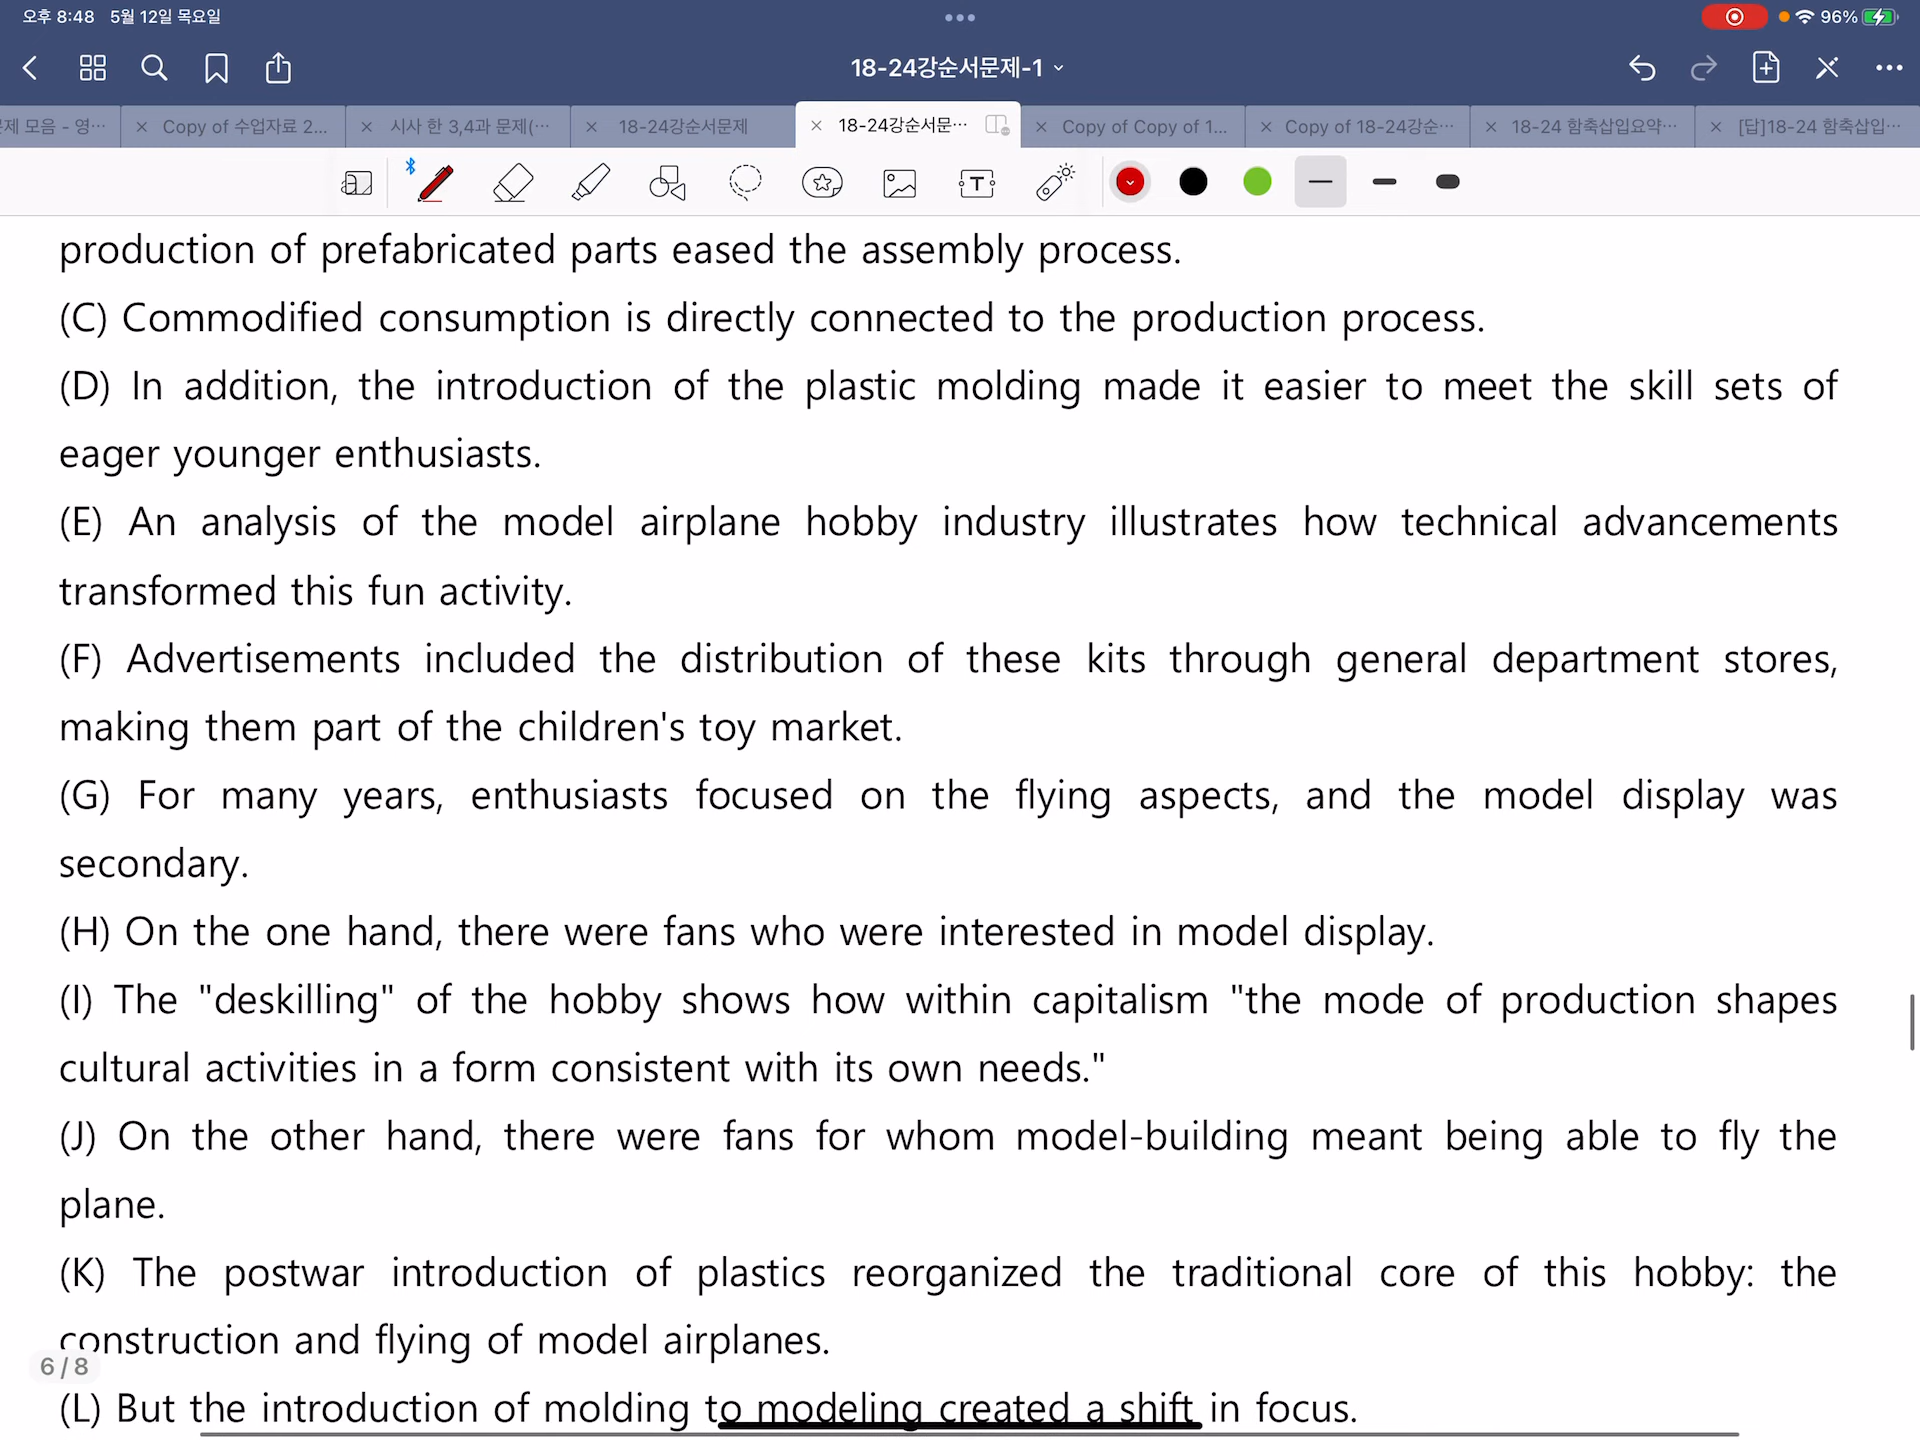 오후 8:48 5월 12일 목요일
96%
18-24강순서문제-1
문제 모음 - 영…
Copy of 수업자료 2...
시사 한 3,4과 문제(…
18-24강순서문제
18-24강순서문…
Copy of Copy of 1...
Copy of 18-24강순…
18-24 함축삽입요약…
[답]18-24 함축삽입…
production of prefabricated parts eased the assembly process.
(C) Commodified consumption is directly connected to the production process.
(D) In addition, the introduction of the plastic molding made it easier to meet the skill sets of
eager younger enthusiasts.
(E) An analysis of the model airplane hobby industry illustrates how technical advancements
transformed this fun activity.
(F) Advertisements included the distribution of these kits through general department stores,
making them part of the children's toy market.
(G) For many years, enthusiasts focused on the flying aspects, and the model display was
secondary.
(H) On the one hand, there were fans who were interested in model display.
(I) The "deskilling" of the hobby shows how within capitalism "the mode of production shapes
cultural activities in a form consistent with its own needs."
(J) On the other hand, there were fans for whom model-building meant being able to fly the
plane.
(K) The postwar introduction of plastics reorganized the traditional core of this hobby: the
construction and flying of model airplanes.
6 / 8
(L) But the introduction of molding to modeling created a shift in focus.